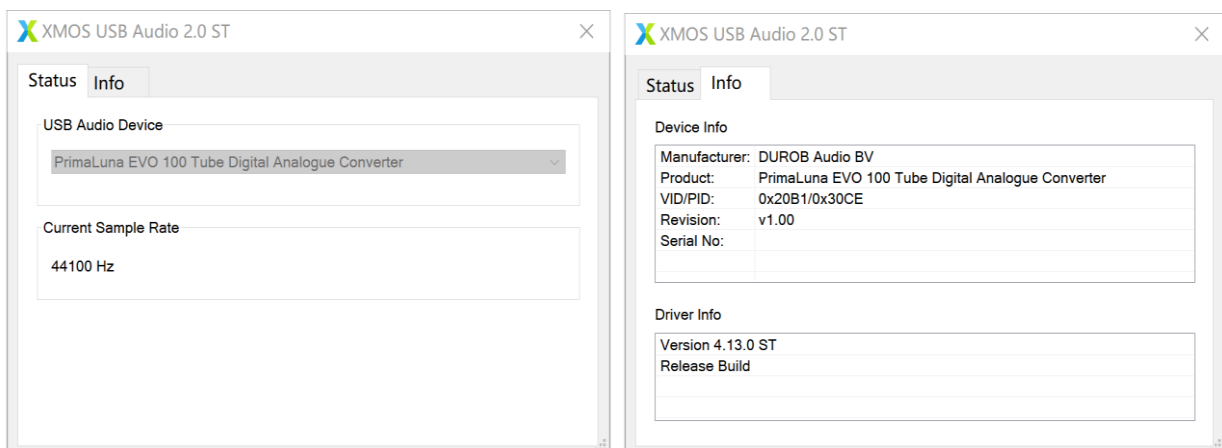 XMOS USB Audio 2.0 ST
Status Info
USB Audio Device
PrimaLuna EVO 100 Tube Digital Analogue Converter
Current Sample Rate
44100 Hz
XMOS USB Audio 2.0 ST
Status Info
Device Info
Manufacturer: DUROB Audio BV
Product: PrimaLuna EVO 100 Tube Digital Analogue Converter
VID/PID: 0x20B1/0x30CE
Revision: v1.00
Serial No:
Driver Info
Version 4.13.0 ST
Release Build